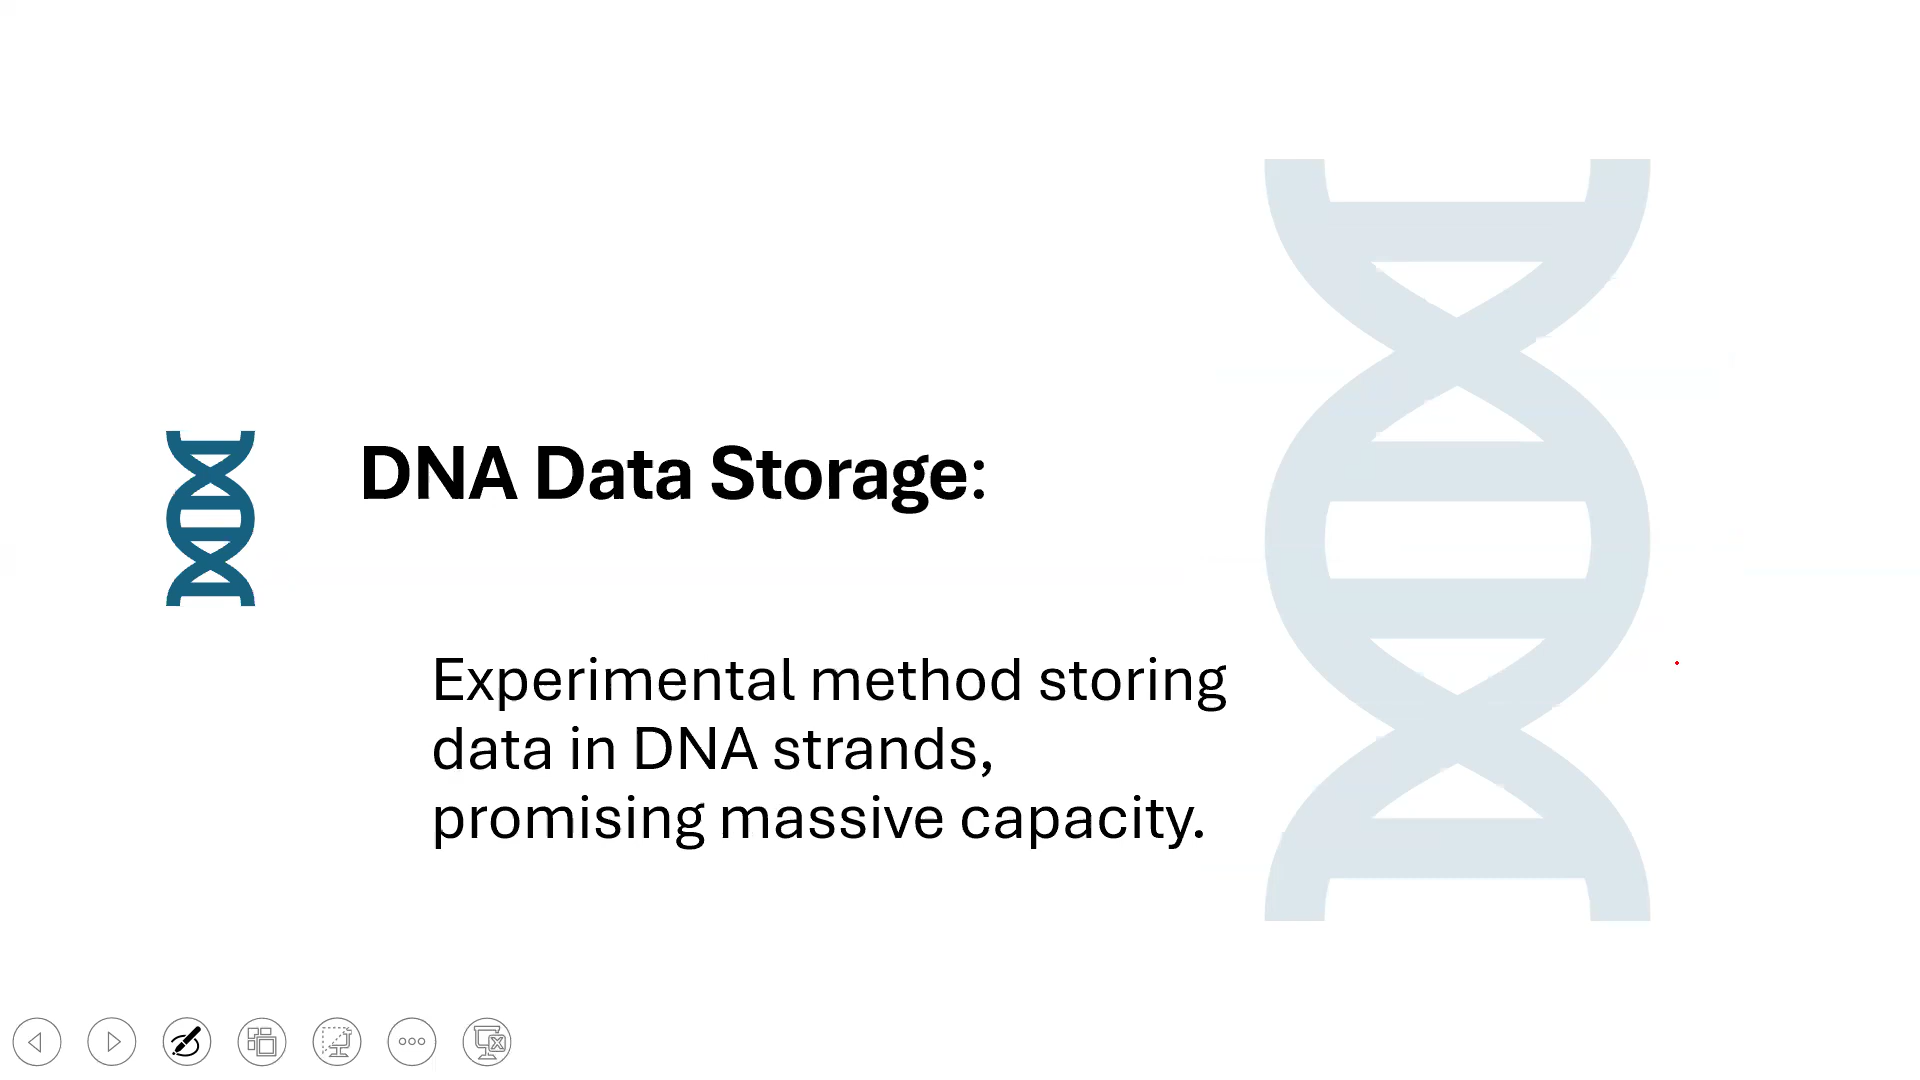 DNA Data Storage:
Experimental method storing
data in DNA strands,
promising massive capacity.